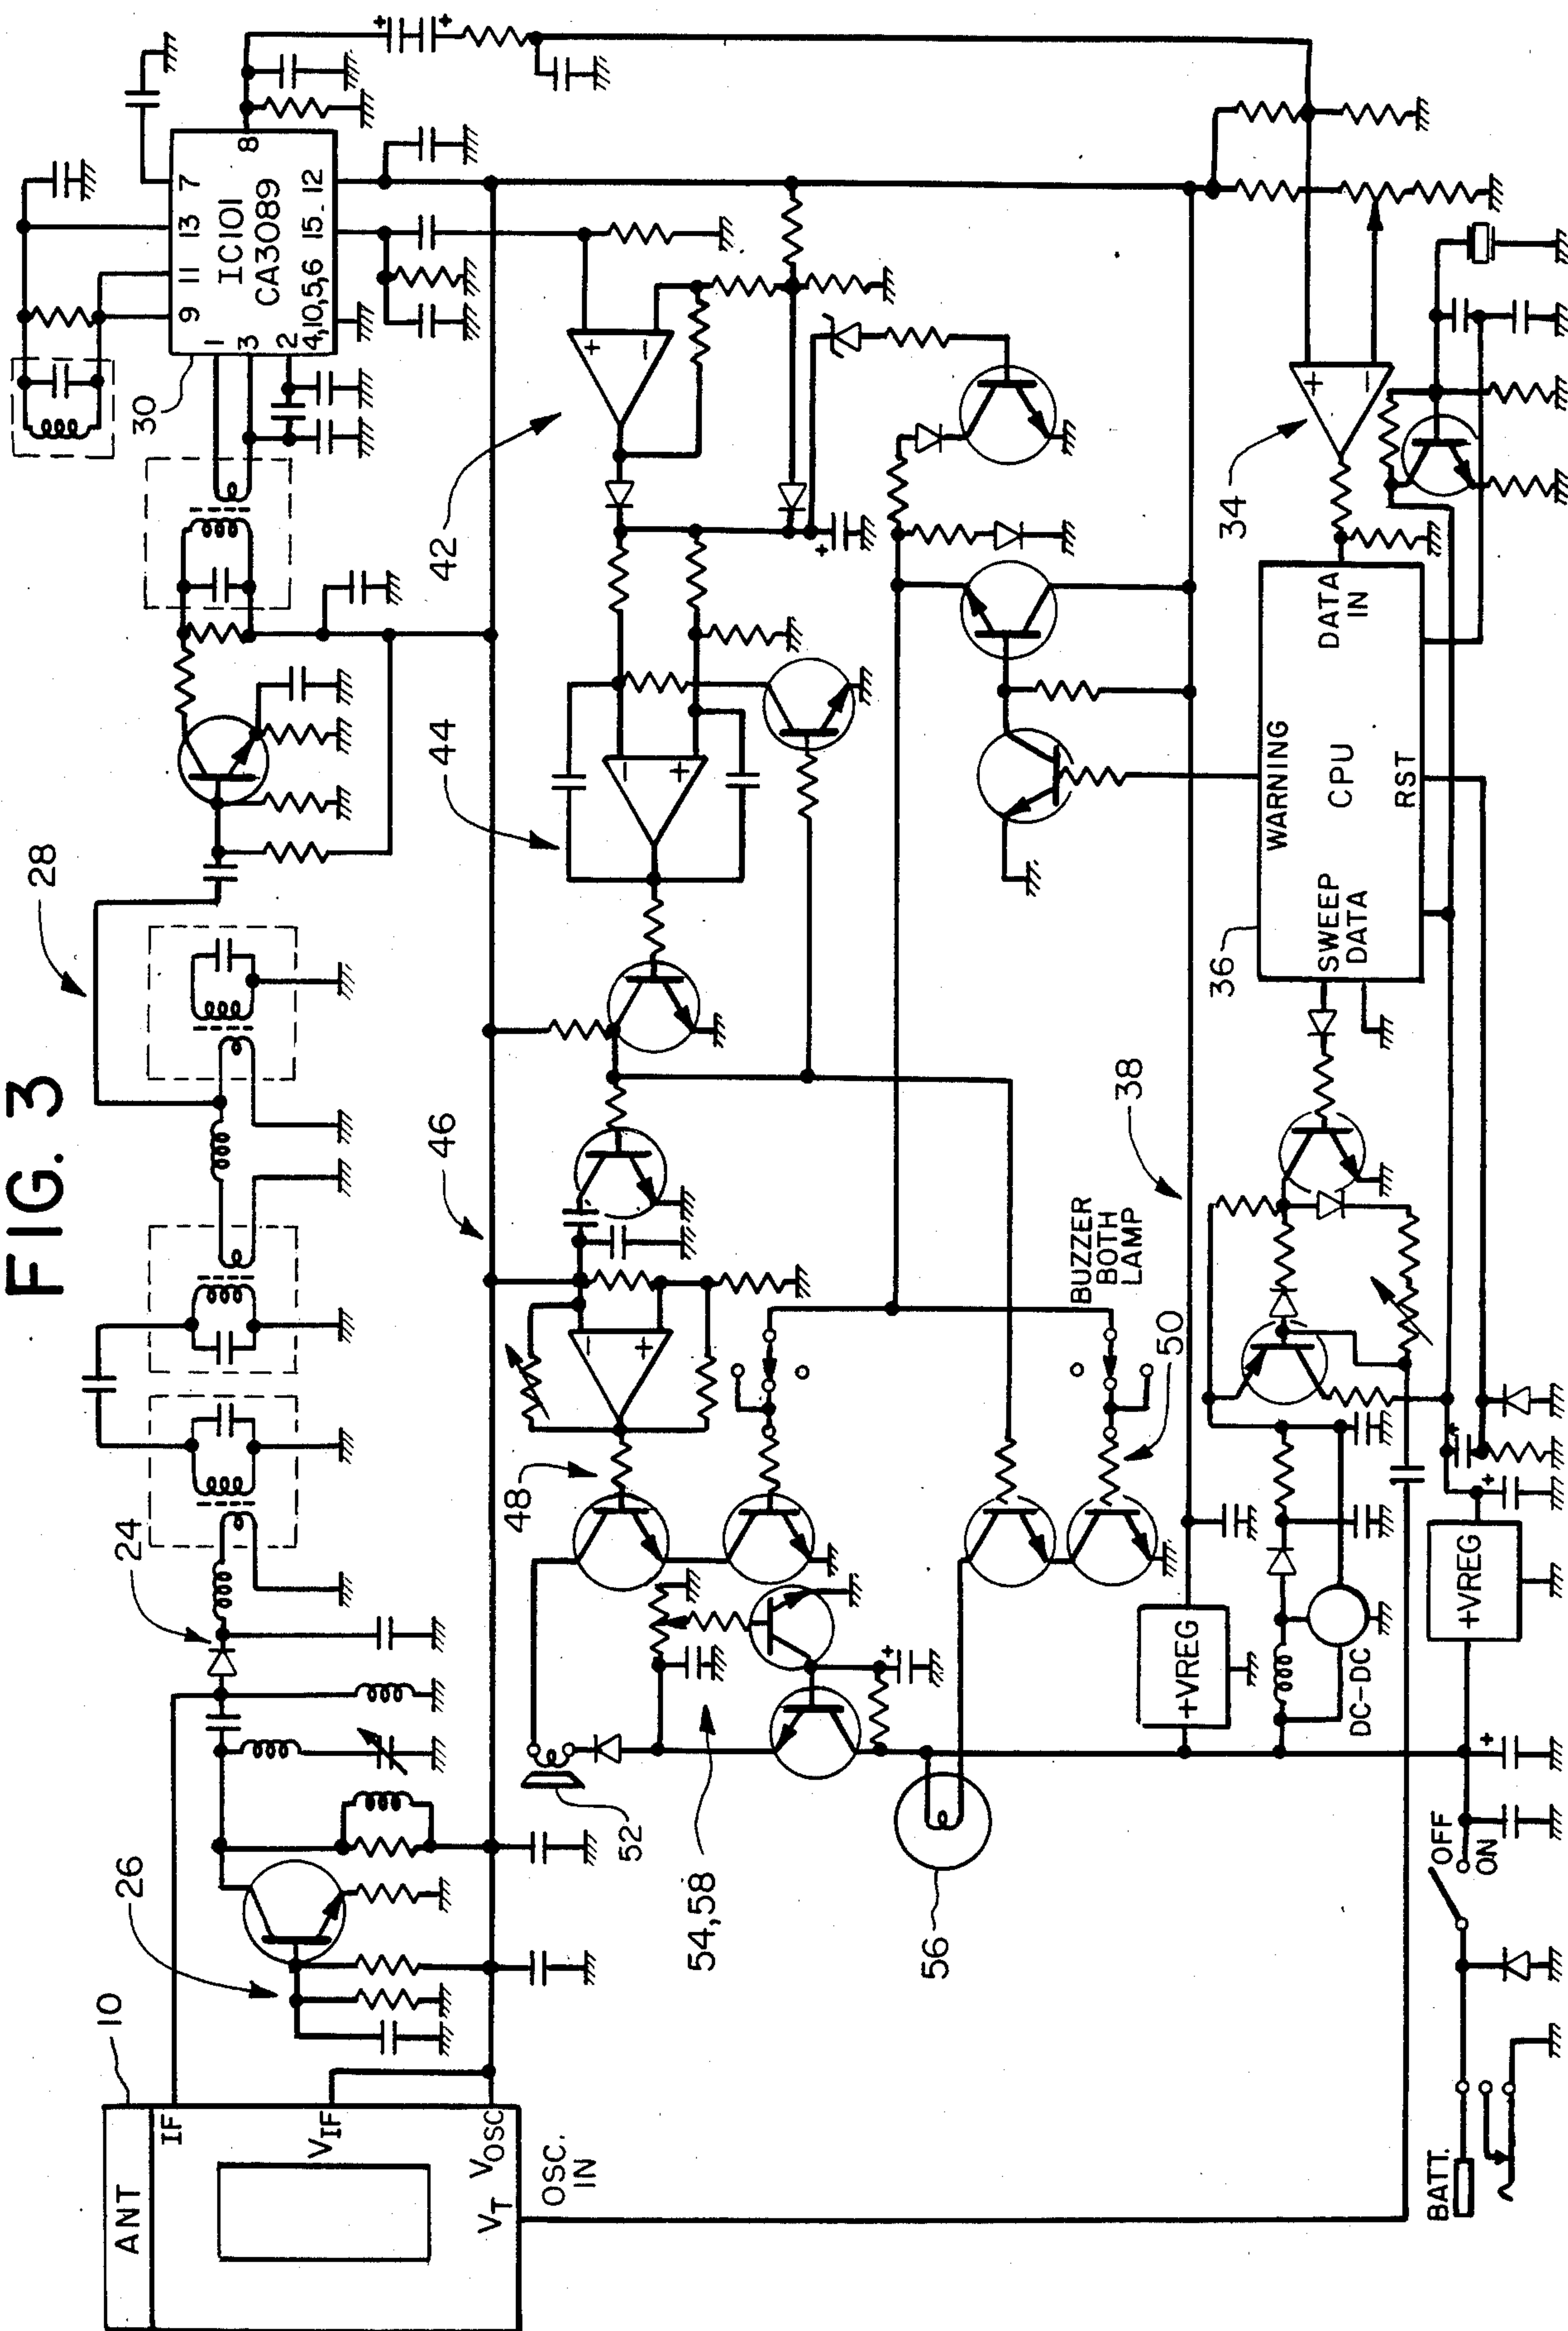 FIG. 3
ANT
10
IF
VIF
VOSC
VT
OSC.
IN
26
24
28
30
7
13
11
9
IC101
CA3089
8
1
3
2
4,10,5,6
15
12
46
42
44
48
52
54,58
56
BUZZER
BOTH
LAMP
50
38
34
36
+
-
-
+
-
+
+
-
WARNING
SWEEP
DATA
CPU
DATA
IN
RST
+VREG
DC-DC
+VREG
OFF
ON
BATT.
+
+
+
+
+
+
+